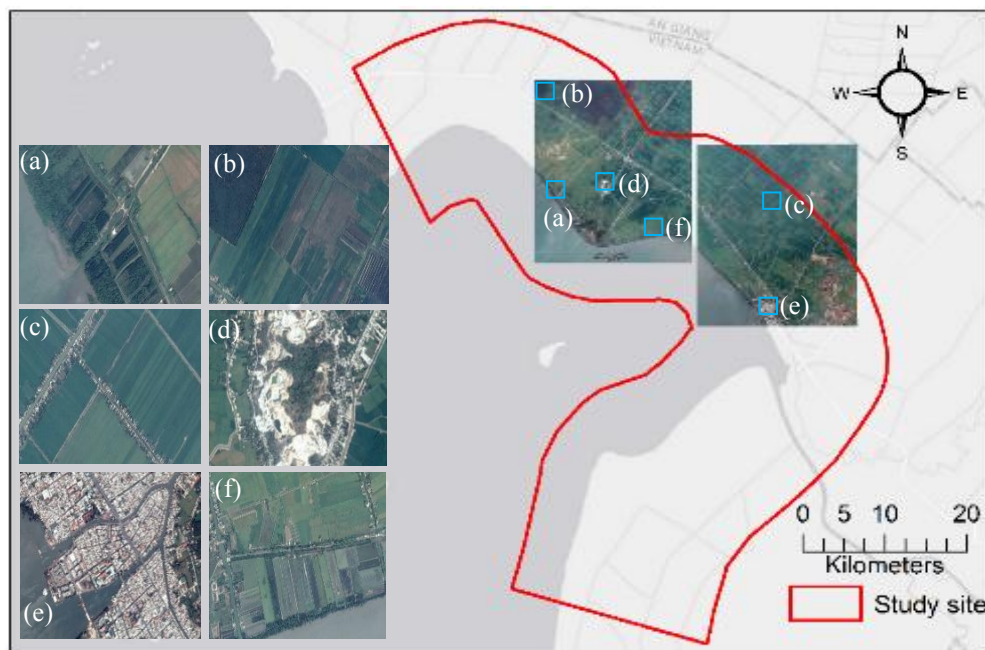 AN GIANG
VIETNAM
N
W
E
S
(b)
(d)
(a)
(f)
(c)
(e)
(a)
(b)
(c)
(d)
(e)
(f)
0 5 10 20
Kilometers
Study site